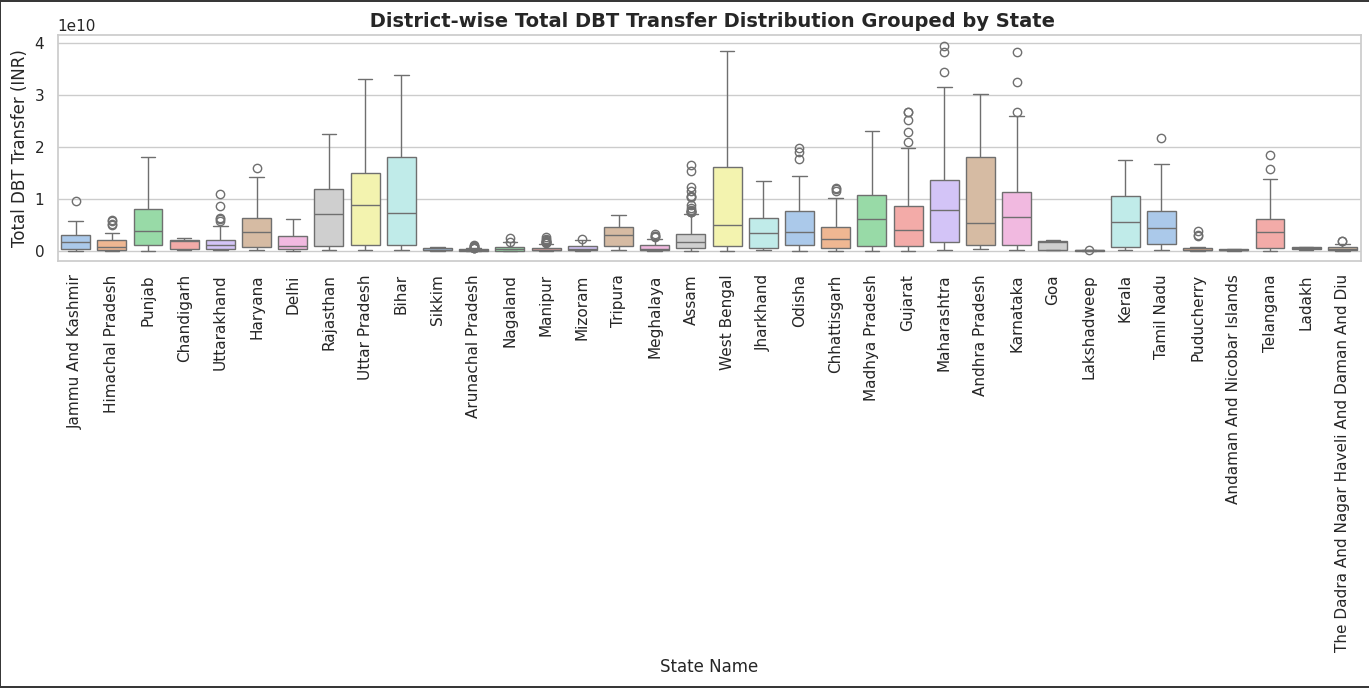 District-wise Total DBT Transfer Distribution Grouped by State
1e10
Total DBT Transfer (INR)
4
3
2
1
0
Jammu And Kashmir
Himachal Pradesh
Punjab
Chandigarh
Uttarakhand
Haryana
Delhi
Rajasthan
Uttar Pradesh
Bihar
Sikkim
Arunachal Pradesh
Nagaland
Manipur
Mizoram
Tripura
Meghalaya
Assam
West Bengal
Jharkhand
Odisha
Chhattisgarh
Madhya Pradesh
Gujarat
Maharashtra
Andhra Pradesh
Karnataka
Goa
Lakshadweep
Kerala
Tamil Nadu
Puducherry
Andaman And Nicobar Islands
Telangana
Ladakh
The Dadra And Nagar Haveli And Daman And Diu
State Name